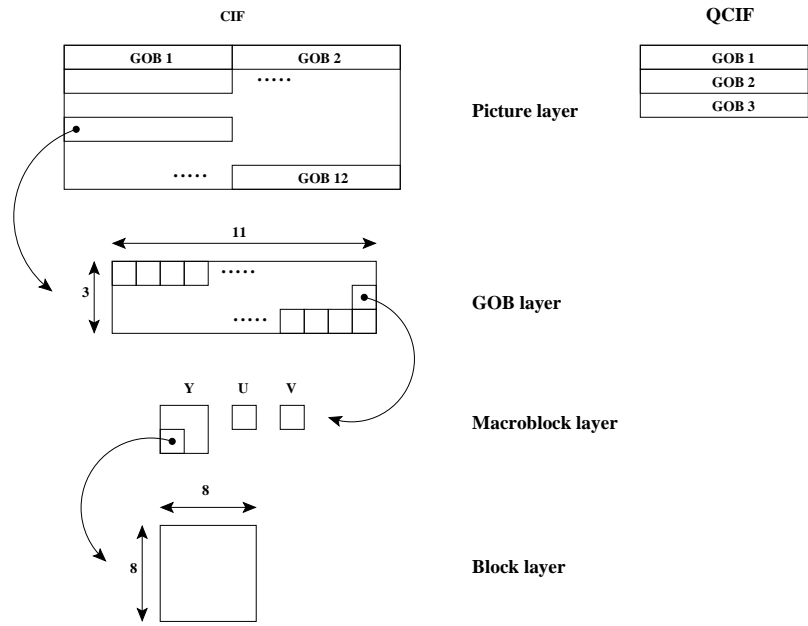 CIF
QCIF
GOB 1 GOB 2
.....
GOB 1
GOB 2
GOB 3
Picture layer
..... GOB 12
11
.....
3
GOB layer
.....
Y U V
Macroblock layer
8
8
Block layer